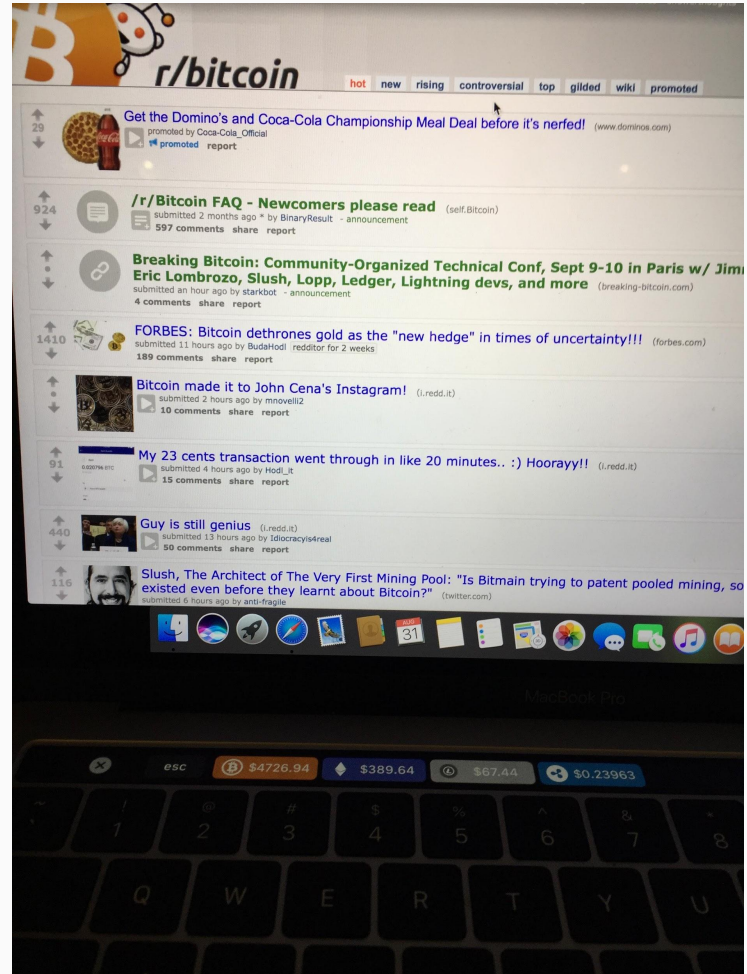 r/bitcoin
hot new rising controversial top gilded wiki promoted
29
Get the Domino's and Coca-Cola Championship Meal Deal before it's nerfed! (www.dominos.com)
promoted by Coca-Cola_Official
promoted report
924
/r/Bitcoin FAQ - Newcomers please read (self.Bitcoin)
submitted 2 months ago * by BinaryResult - announcement
597 comments share report
Breaking Bitcoin: Community-Organized Technical Conf, Sept 9-10 in Paris w/
Eric Lombrozo, Slush, Lopp, Ledger, Lightning devs, and more (breaking-bitcoin.com)
submitted an hour ago by starkbot - announcement
4 comments share report
1410
FORBES: Bitcoin dethrones gold as the "new hedge" in times of uncertainty!!! (forbes.com)
submitted 11 hours ago by BudaHodl redditor for 2 weeks
189 comments share report
Bitcoin made it to John Cena's Instagram! (i.redd.it)
submitted 2 hours ago by mnovelli2
10 comments share report
91
My 23 cents transaction went through in like 20 minutes.. :) Hoorayy!! (i.redd.it)
submitted 4 hours ago by Hodl_it
15 comments share report
440
Guy is still genius (i.redd.it)
submitted 13 hours ago by Idiocracyis4real
50 comments share report
116
Slush, The Architect of The Very First Mining Pool: "Is Bitmain trying to patent pooled mining, so
existed even before they learnt about Bitcoin?" (twitter.com)
submitted 6 hours ago by anti-fragile
AUG
31
MacBook Pro
esc $4726.94 $389.64 $67.44 $0.23963
~ ! @ # $ % ^ & *
1 2 3 4 5 6 7 8
Q W E R T Y U